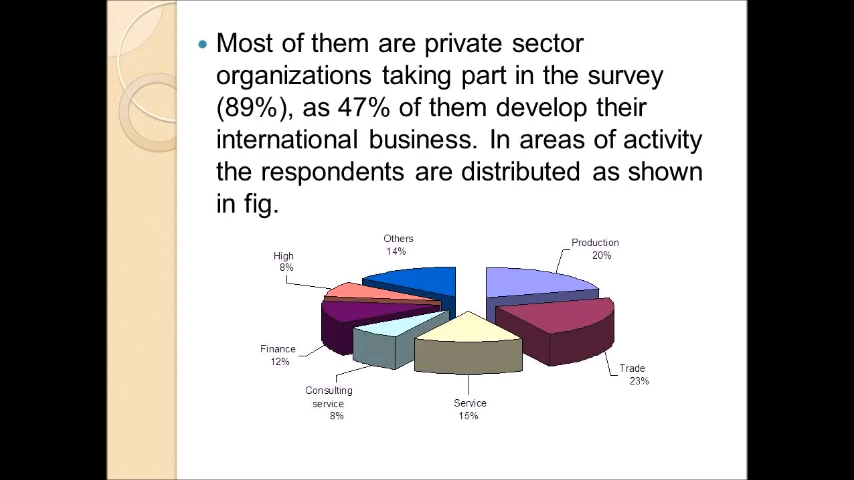 Most of them are private sector
organizations taking part in the survey
(89%), as 47% of them develop their
international business. In areas of activity
the respondents are distributed as shown
in fig.
Others
14%
Production
20%
High
8%
Finance
12%
Trade
23%
Consulting
service
8%
Service
15%